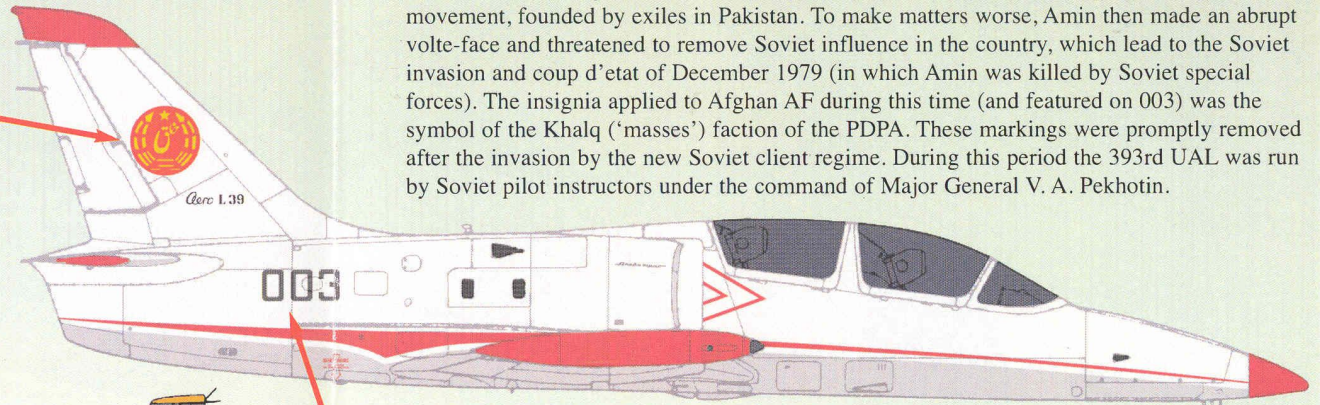 movement, founded by exiles in Pakistan. To make matters worse, Amin then made an abrupt
volte-face and threatened to remove Soviet influence in the country, which lead to the Soviet
invasion and coup d'etat of December 1979 (in which Amin was killed by Soviet special
forces). The insignia applied to Afghan AF during this time (and featured on 003) was the
symbol of the Khalq (‘masses’) faction of the PDPA. These markings were promptly removed
after the invasion by the new Soviet client regime. During this period the 393rd UAL was run
by Soviet pilot instructors under the command of Major General V. A. Pekhotin.
Aero L 39
003